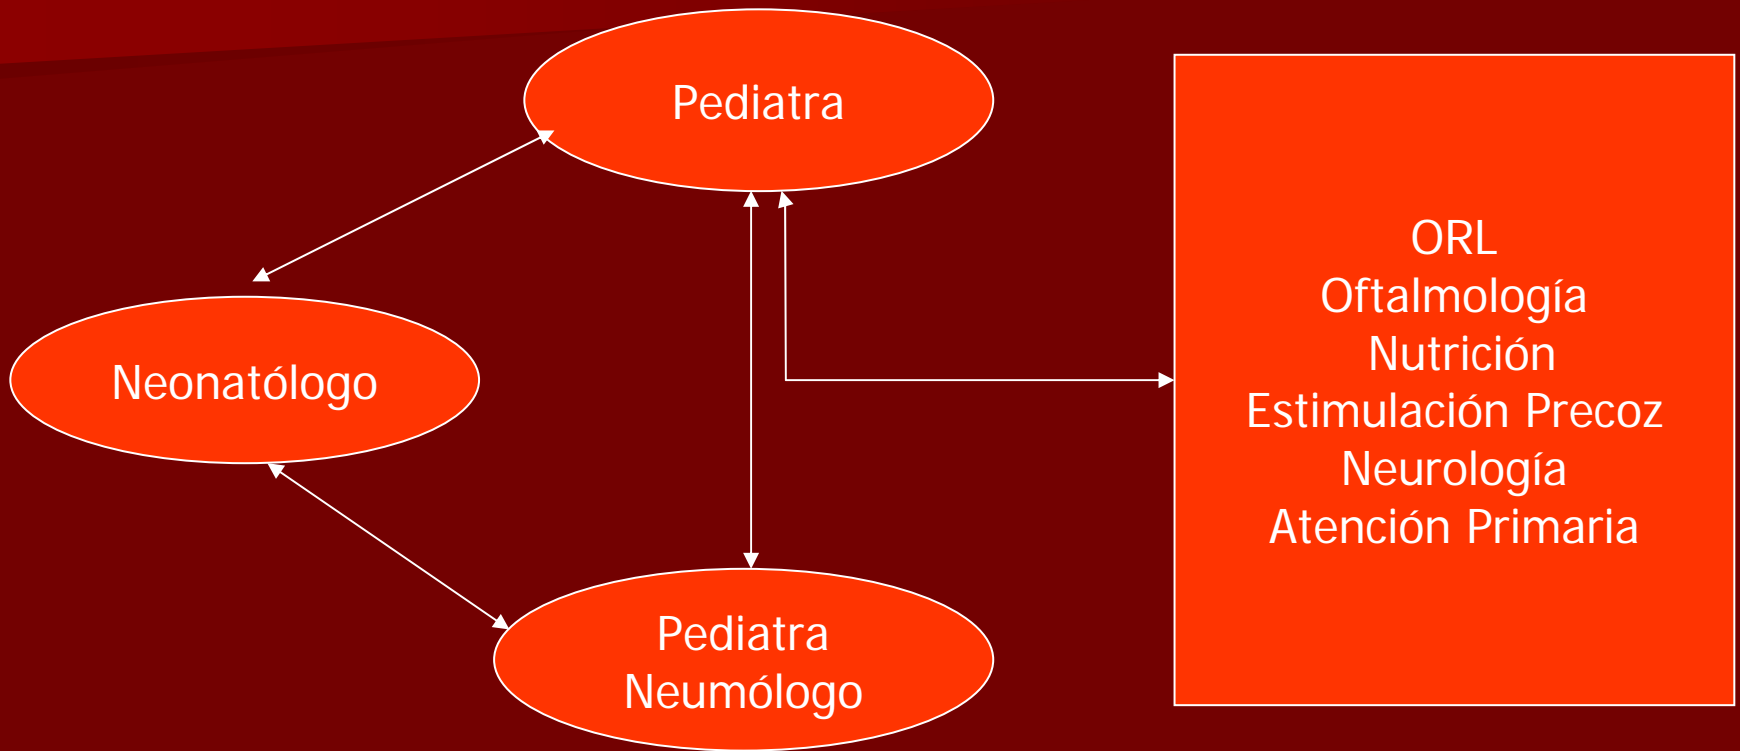 Pediatra
Neonatólogo
Pediatra
Neumólogo
ORL
Oftalmología
Nutrición
Estimulación Precoz
Neurología
Atención Primaria